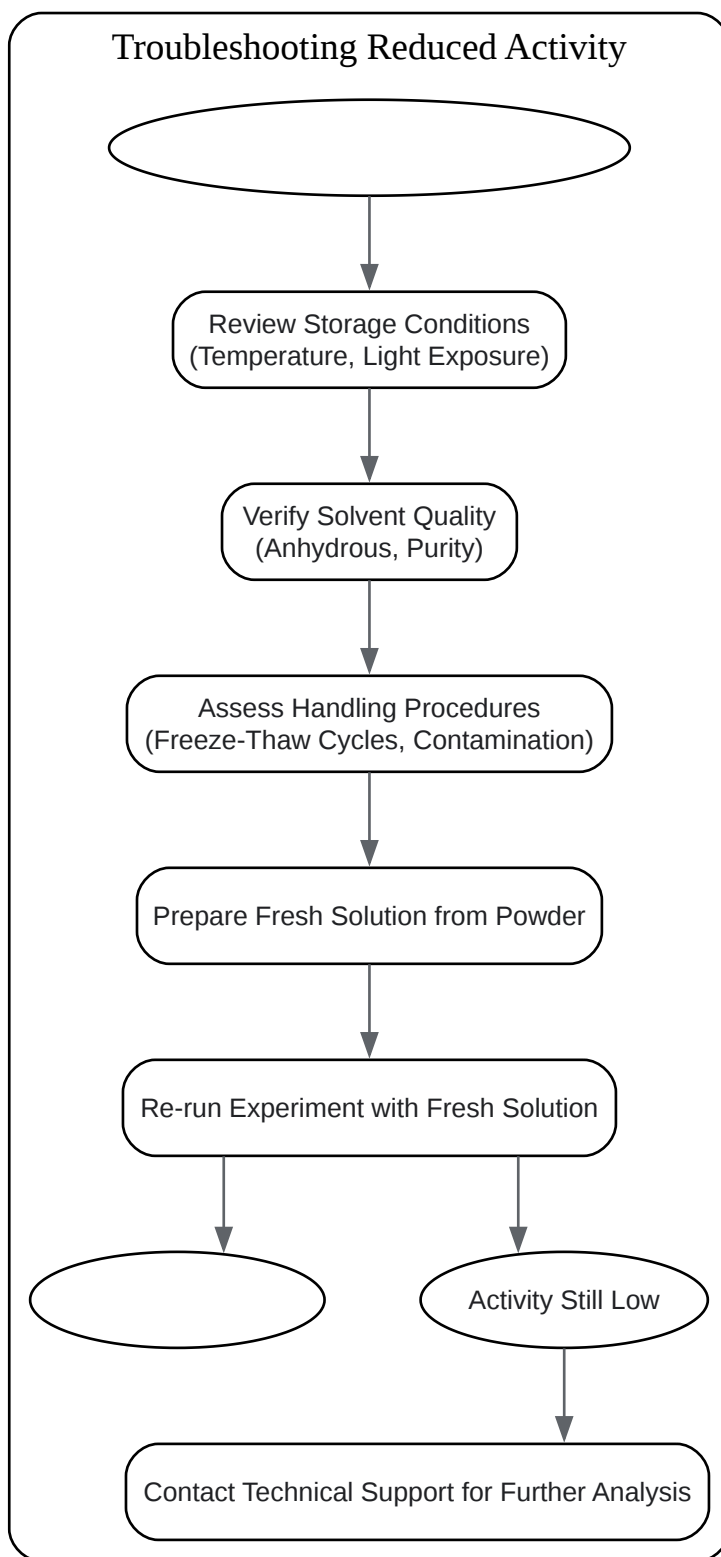 Troubleshooting Reduced Activity
Review Storage Conditions
(Temperature, Light Exposure)
Verify Solvent Quality
(Anhydrous, Purity)
Assess Handling Procedures
(Freeze-Thaw Cycles, Contamination)
Prepare Fresh Solution from Powder
Re-run Experiment with Fresh Solution
Activity Still Low
Contact Technical Support for Further Analysis